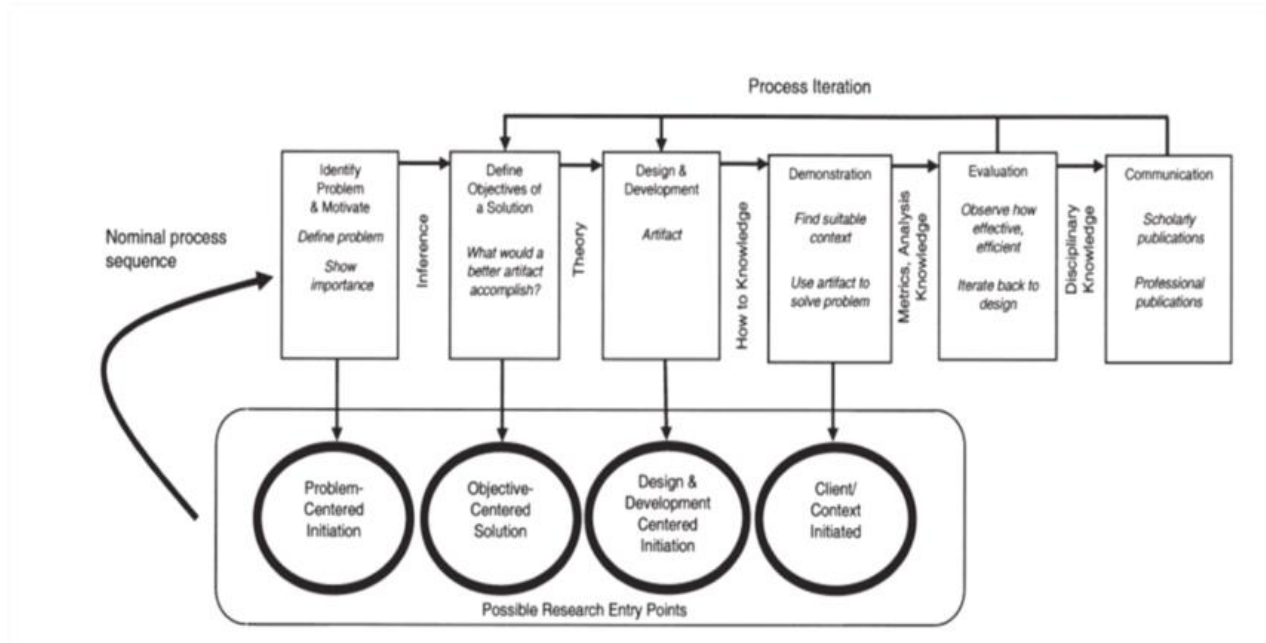 Process Iteration
Nominal process
sequence
Identify
Problem
& Motivate
Define problem
Show
importance
Inference
Define
Objectives of
a Solution
What would a
better artifact
accomplish?
Theory
Design &
Development
Artifact
How to Knowledge
Demonstration
Find suitable
context
Use artifact to
solve problem
Metrics, Analysis
Knowledge
Evaluation
Observe how
effective,
efficient
Iterate back to
design
Disciplinary
Knowledge
Communication
Scholarly
publications
Professional
publications
Problem-
Centered
Initiation
Objective-
Centered
Solution
Design &
Development
Centered
Initiation
Client/
Context
Initiated
Possible Research Entry Points